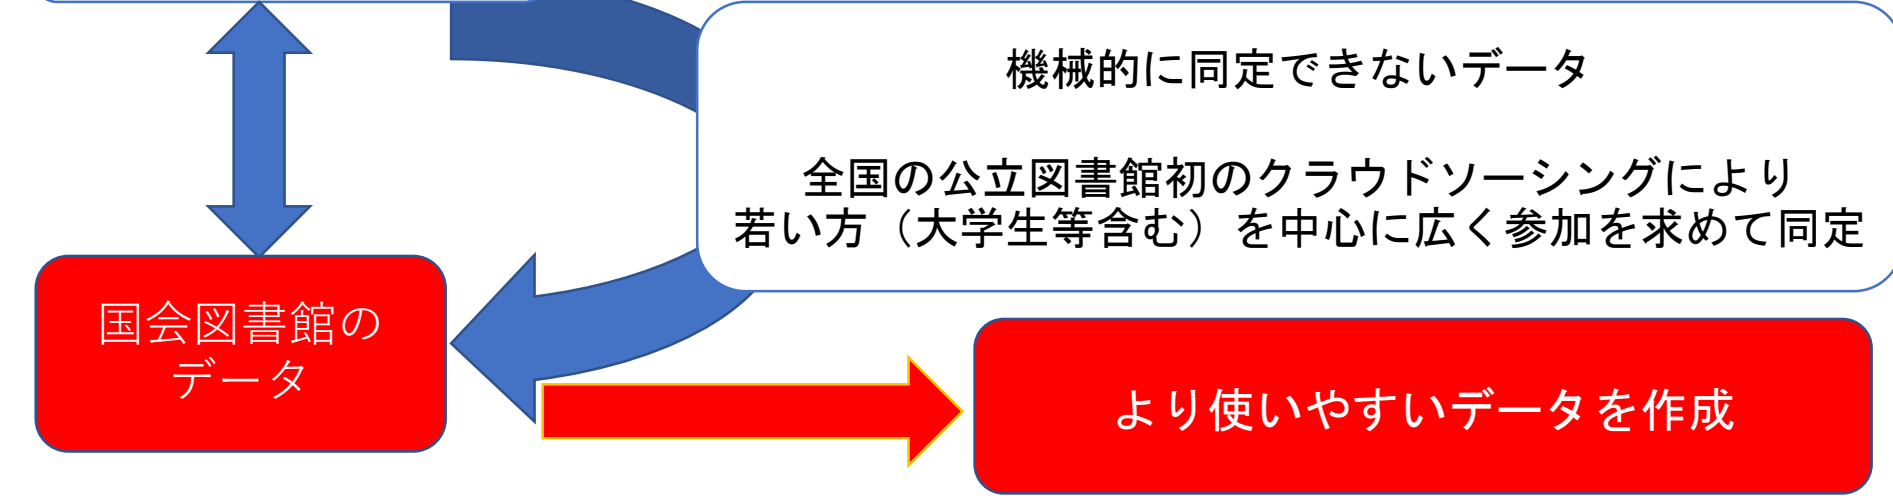 機械的に同定できないデータ
全国の公立図書館初のクラウドソーシングにより
若い方（大学生等含む）を中心に広く参加を求めて同定
国会図書館の
データ
より使いやすいデータを作成